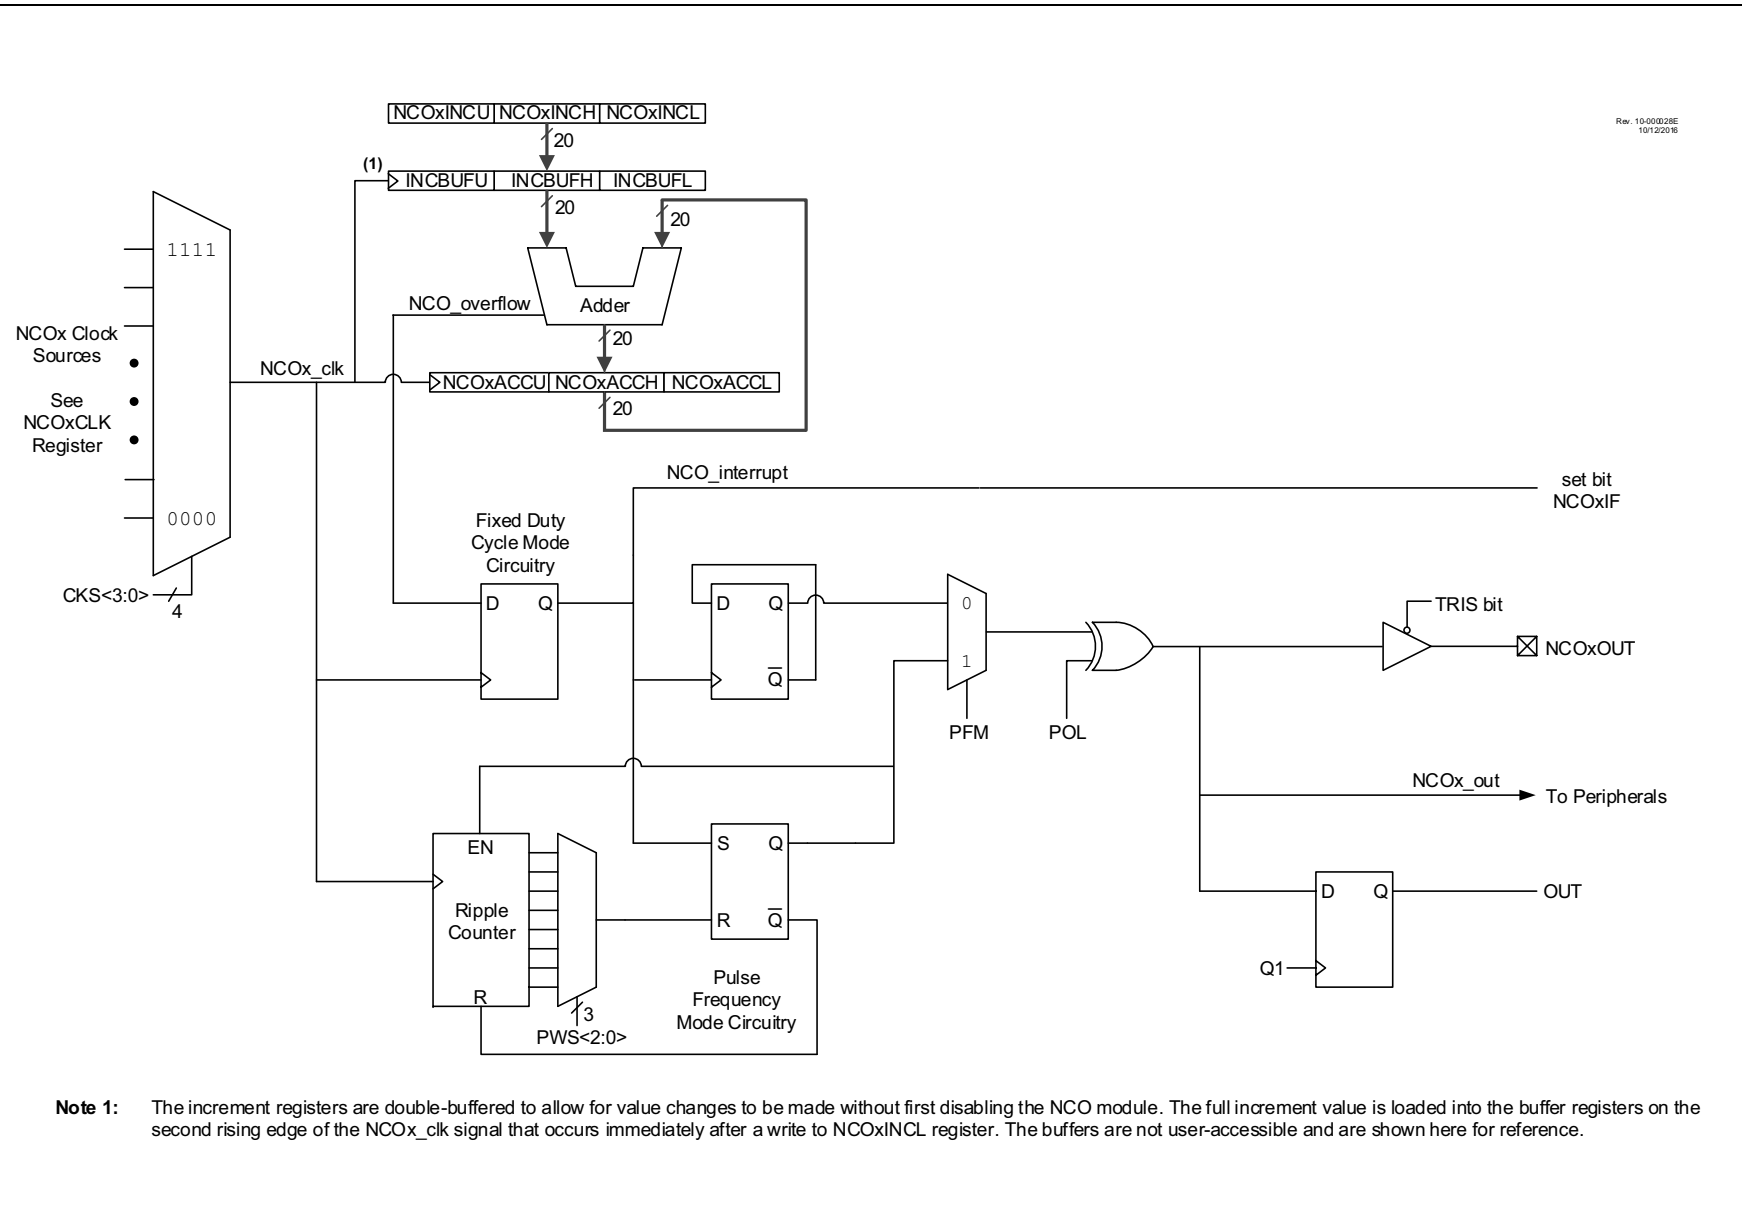 Rev. 10-000028E
10/12/2016
NCOxINCU NCOxINCH NCOxINCL
20
(1)
INCBUFU INCBUFH INCBUFL
20
20
1111
NCO_overflow
Adder
20
NCOx Clock
Sources
NCOx_clk
NCOxACCU NCOxACCH NCOxACCL
20
See
NCOxCLK
Register
0000
CKS<3:0>
4
NCO_interrupt
set bit
NCOxIF
Fixed Duty
Cycle Mode
Circuitry
D Q
D Q
Q
0
1
PFM
POL
TRIS bit
NCOxOUT
NCOx_out
To Peripherals
EN
Ripple
Counter
R
3
PWS<2:0>
S Q
R Q
Pulse
Frequency
Mode Circuitry
D Q
OUT
Q1
Note 1: The increment registers are double-buffered to allow for value changes to be made without first disabling the NCO module. The full increment value is loaded into the buffer registers on the
second rising edge of the NCOx_clk signal that occurs immediately after a write to NCOxINCL register. The buffers are not user-accessible and are shown here for reference.